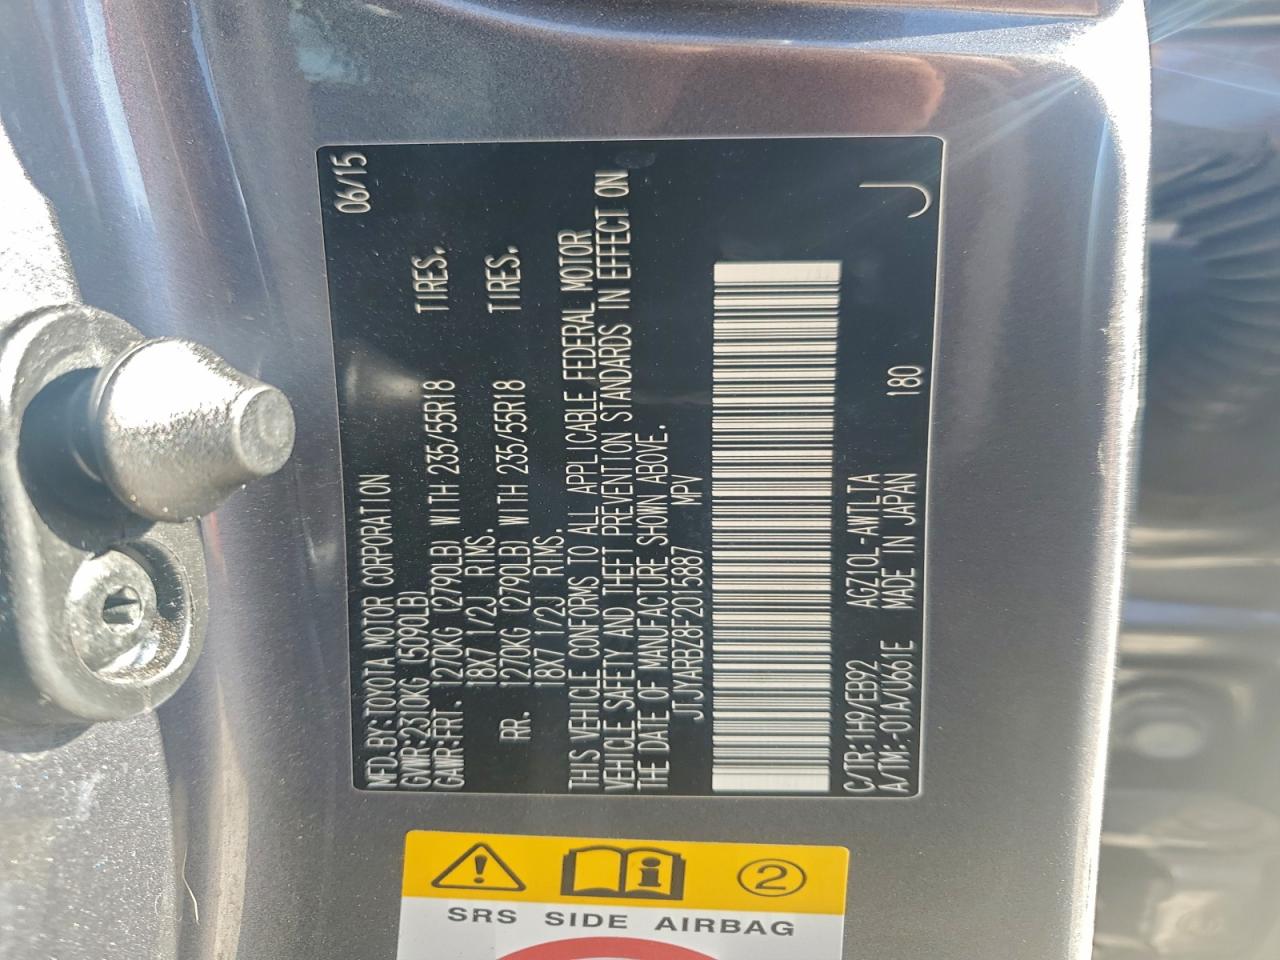 MFD.BY:TOYOTA MOTOR CORPORATION 06/15
GVWR:2310KG (5090LB)
GAWR:FRT. 1270KG (2790LB) WITH 235/55R18 TIRES.
18X7 1/2J RIMS.
RR. 1270KG (2790LB) WITH 235/55R18 TIRES.
18X7 1/2J RIMS.
THIS VEHICLE CONFORMS TO ALL APPLICABLE FEDERAL MOTOR
VEHICLE SAFETY AND THEFT PREVENTION STANDARDS IN EFFECT ON
THE DATE OF MANUFACTURE SHOWN ABOVE.
JTJYARBZ8F2015887 MPV
C/TR:1H9/EB92 AGZ10L-AWTLTA
A/TM:-01A/U661E MADE IN JAPAN 180 J
2
SRS SIDE AIRBAG